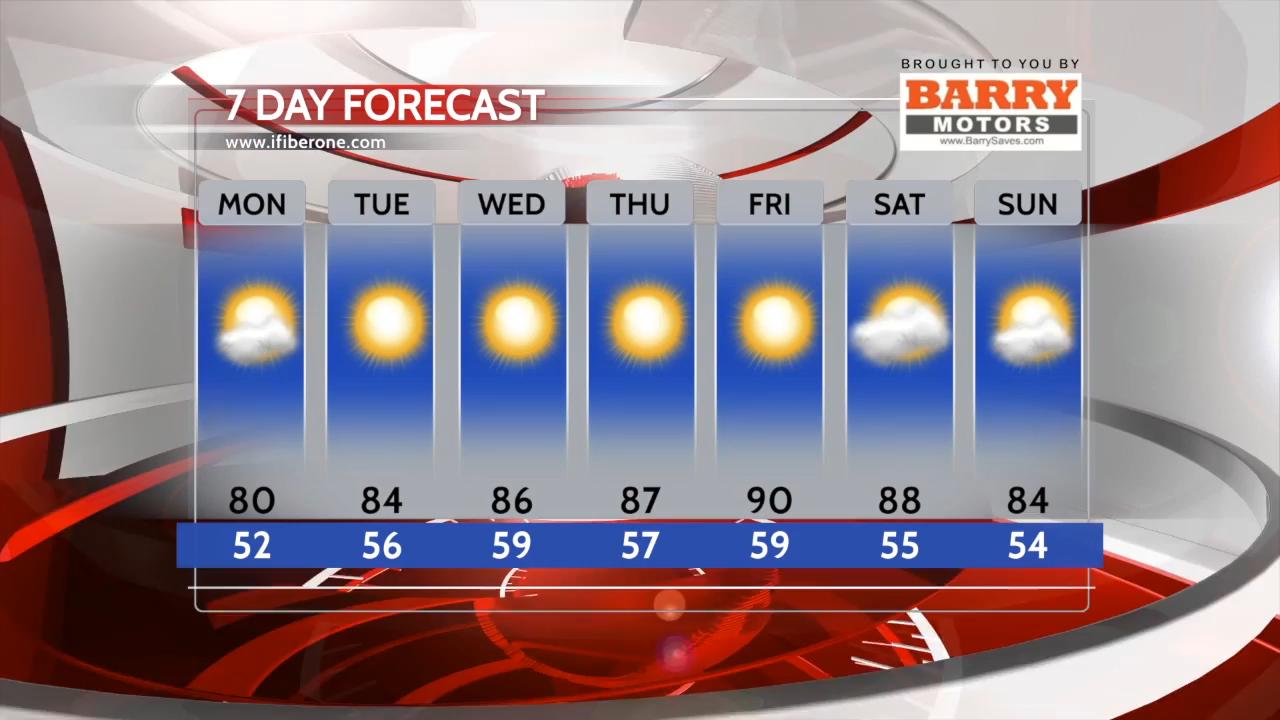 BROUGHT TO YOU BY
BARRY
MOTORS
www.BarrySaves.com
7 DAY FORECAST
www.ifiberone.com
MON TUE WED THU FRI SAT SUN
80 84 86 87 90 88 84
52 56 59 57 59 55 54